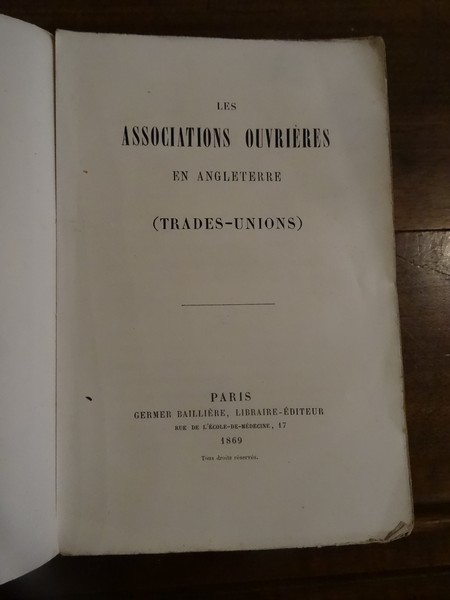 LES
ASSOCIATIONS OUVRIÈRES
EN ANGLETERRE
(TRADES-UNIONS)
PARIS
GERMER BAILLIÈRE, LIBRAIRE-ÉDITEUR
RUE DE L'ÉCOLE-DE-MÉDECINE, 17
1869
Tous droits réservés.